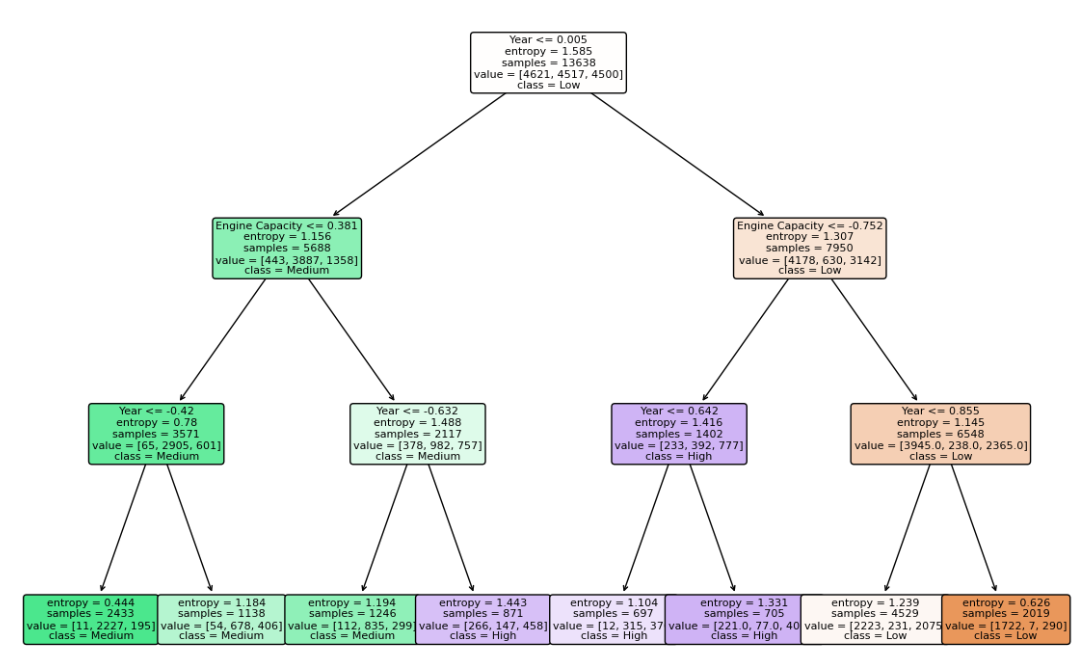 Year <= 0.005
entropy = 1.585
samples = 13638
value = [4621, 4517, 4500]
class = Low
Engine Capacity <= 0.381
entropy = 1.156
samples = 5688
value = [443, 3887, 1358]
class = Medium
Engine Capacity <= -0.752
entropy = 1.307
samples = 7950
value = [4178, 630, 3142]
class = Low
Year <= -0.42
entropy = 0.78
samples = 3571
value = [65, 2905, 601]
class = Medium
Year <= -0.632
entropy = 1.488
samples = 2117
value = [378, 982, 757]
class = Medium
Year <= 0.642
entropy = 1.416
samples = 1402
value = [233, 392, 777]
class = High
Year <= 0.855
entropy = 1.145
samples = 6548
value = [3945.0, 238.0, 2365.0]
class = Low
entropy = 0.444
samples = 2433
value = [11, 2227, 195]
class = Medium
entropy = 1.184
samples = 1138
value = [54, 678, 406]
class = Medium
entropy = 1.194
samples = 1246
value = [112, 835, 299]
class = Medium
entropy = 1.443
samples = 871
value = [266, 147, 458]
class = High
entropy = 1.104
samples = 697
value = [12, 315,
class = High
entropy = 1.331
samples = 705
value = [221.0, 77.0,
class = High
entropy = 1.239
samples = 4529
value = [2223, 231, 2075
class = Low
entropy = 0.626
samples = 2019
value = [1722, 7, 290]
class = Low